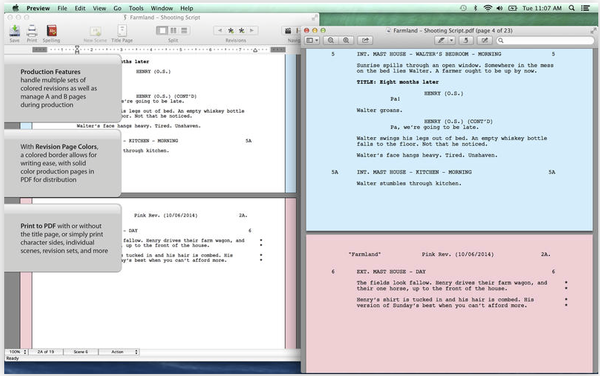 Preview File Edit View Go Tools Window Help
Tue 11:07 AM
Farmland – Shooting Script
Save Print Spelling New Scene Title Page Split Revisions
Production Features
handle multiple sets of
colored revisions as well as
manage A and B pages
during production
With Revision Page Colors,
a colored border allows for
writing ease, with solid
color production pages in
PDF for distribution
Print to PDF with or without
the title page, or simply print
character sides, individual
scenes, revision sets, and more
hs later
HENRY (O.S.)
HENRY (O.S.) (CONT'D)
're going to be late.
his legs out of bed. An empty whiskey bottle
oor. Not that he noticed.
Walter's face hangs heavy. Tired. Unshaven.
- KITCHEN - MORNING 5A
through kitchen.
Pink Rev. (10/06/2014) 2A.
- DAY 6
fallow. Henry drives their farm wagon, and *
up to the front of the house. *
tucked in and his hair is combed. His *
y's best when you can't afford more. *
100% 2A of 19 Scene 6 Action
Ready
Farmland – Shooting Script.pdf (page 4 of 23)
5 INT. MAST HOUSE - WALTER'S BEDROOM - MORNING 5
Sunrise spills through an open window. Somewhere in the mess
on the bed lies Walter. A farmer ought to be up by now.
TITLE: Eight months later
HENRY (O.S.)
Pa!
Walter groans.
HENRY (O.S.) (CONT'D)
Pa, we're going to be late.
Walter swings his legs out of bed. An empty whiskey bottle
falls to the floor. Not that he noticed.
Walter's face hangs heavy. Tired. Unshaven.
5A INT. MAST HOUSE - KITCHEN - MORNING 5A
Walter stumbles through kitchen.
"Farmland" Pink Rev. (10/06/2014) 2A.
6 EXT. MAST HOUSE - DAY 6
The fields look fallow. Henry drives their farm wagon, and *
their one horse, up to the front of the house. *
Henry's shirt is tucked in and his hair is combed. His *
version of Sunday's best when you can't afford more. *